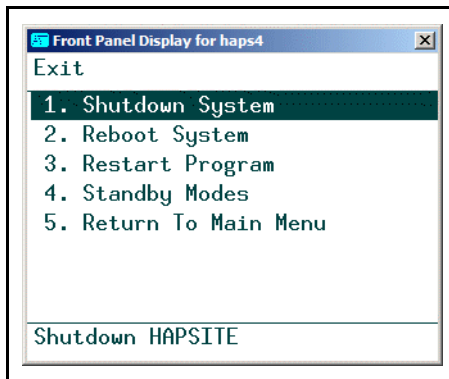 Front Panel Display for haps4
Exit
1. Shutdown System
2. Reboot System
3. Restart Program
4. Standby Modes
5. Return To Main Menu
Shutdown HAPSITE